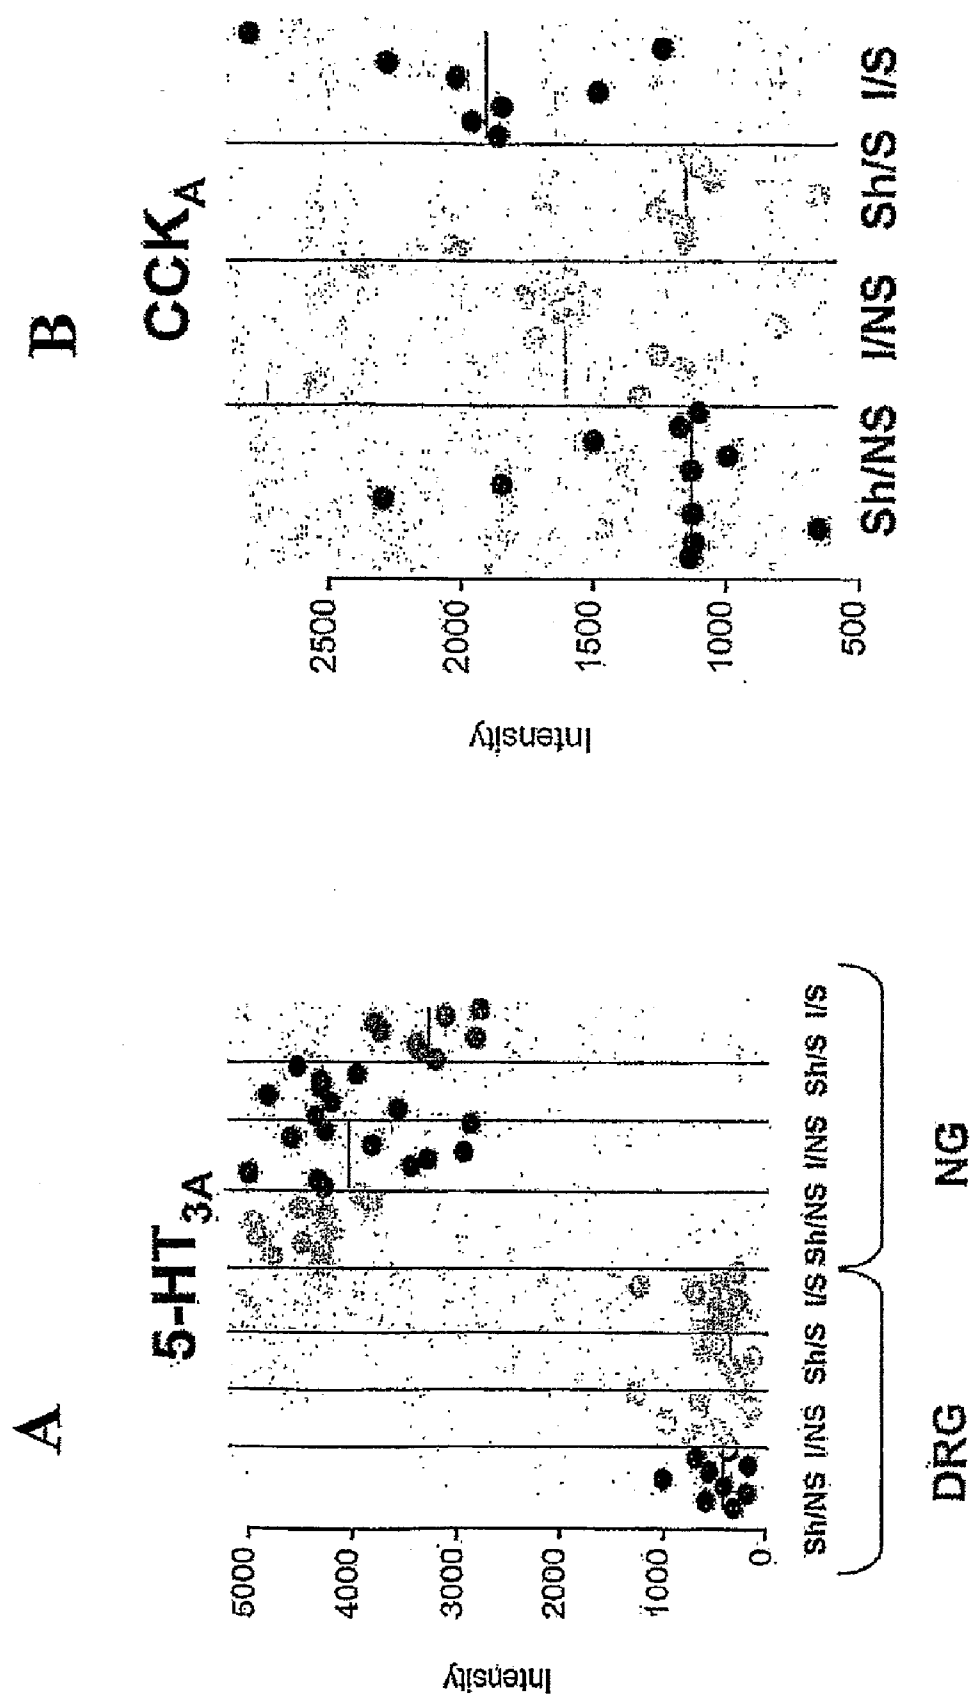 A
5-HT3A
Intensity
5000
4000
3000
2000
1000
0
Sh/NS I/NS Sh/S I/S Sh/NS I/NS Sh/S I/S
DRG NG
B
CCKA
Intensity
2500
2000
1500
1000
500
Sh/NS I/NS Sh/S I/S